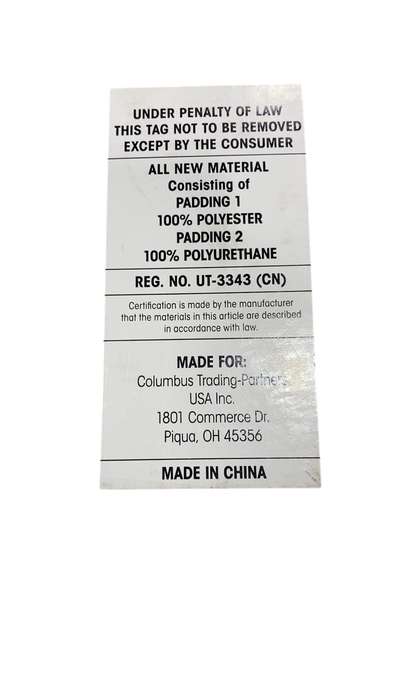 UNDER PENALTY OF LAW
THIS TAG NOT TO BE REMOVED
EXCEPT BY THE CONSUMER
ALL NEW MATERIAL
Consisting of
PADDING 1
100% POLYESTER
PADDING 2
100% POLYURETHANE
REG. NO. UT-3343 (CN)
Certification is made by the manufacturer
that the materials in this article are described
in accordance with law.
MADE FOR:
Columbus Trading-Partners
USA Inc.
1801 Commerce Dr.
Piqua, OH 45356
MADE IN CHINA